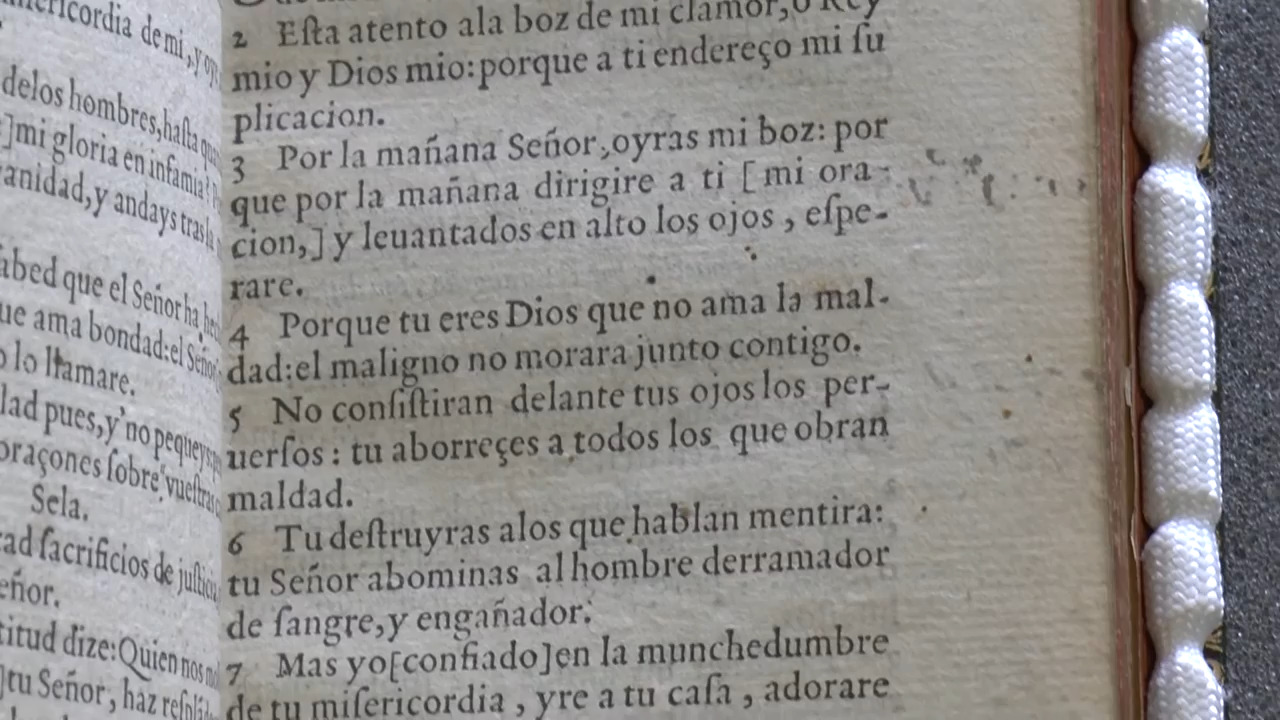 ſericordia de mi, y oye
delos hombres, haſta
]mi gloria en infamia?
anidad, y andays tras la
abed que el Señor ha
ue ama bondad: el Señor
o lo llamare.
lad pues, y no pequeys:
oraçones ſobre vueſtras
Sela.
ad ſacrificios de juſticia
eñor.
titud dize: Quien nos
]tu Señor, haz
2 Eſta atento ala boz de mi clamor, o Rey
mio y Dios mio: porque a ti endereço mi ſu
plicacion.
3 Por la mañana Señor, oyras mi boz: por
que por la mañana dirigire a ti [ mi ora-
cion,] y leuantados en alto los ojos, eſpe-
rare.
4 Porque tu eres Dios que no ama la mal-
dad: el maligno no morara junto contigo.
5 No conſiſtiran delante tus ojos los per-
uerſos: tu aborreçes a todos los que obran
maldad.
6 Tu deſtruyras alos que hablan mentira:
tu Señor abominas al hombre derramador
de ſangre, y engañador.
7 Mas yo[confiado]en la munchedumbre
de tu miſericordia, yre a tu caſa, adorare